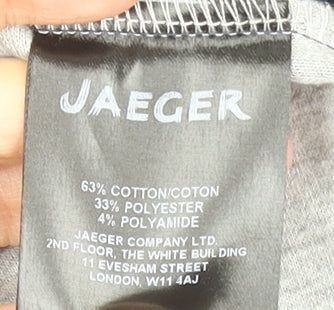 JAEGER
63% COTTON/COTON
33% POLYESTER
4% POLYAMIDE
JAEGER COMPANY LTD.
2ND FLOOR, THE WHITE BUILDING
11 EVESHAM STREET
LONDON, W11 4AJ